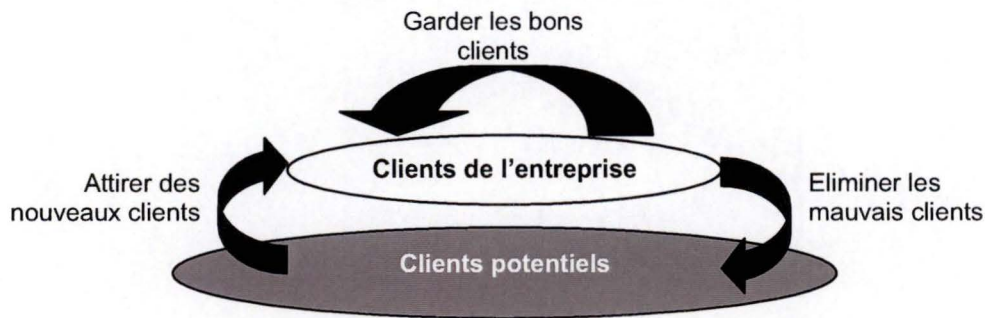 Garder les bons
clients
Clients de l'entreprise
Attirer des
nouveaux clients
Eliminer les
mauvais clients
Clients potentiels